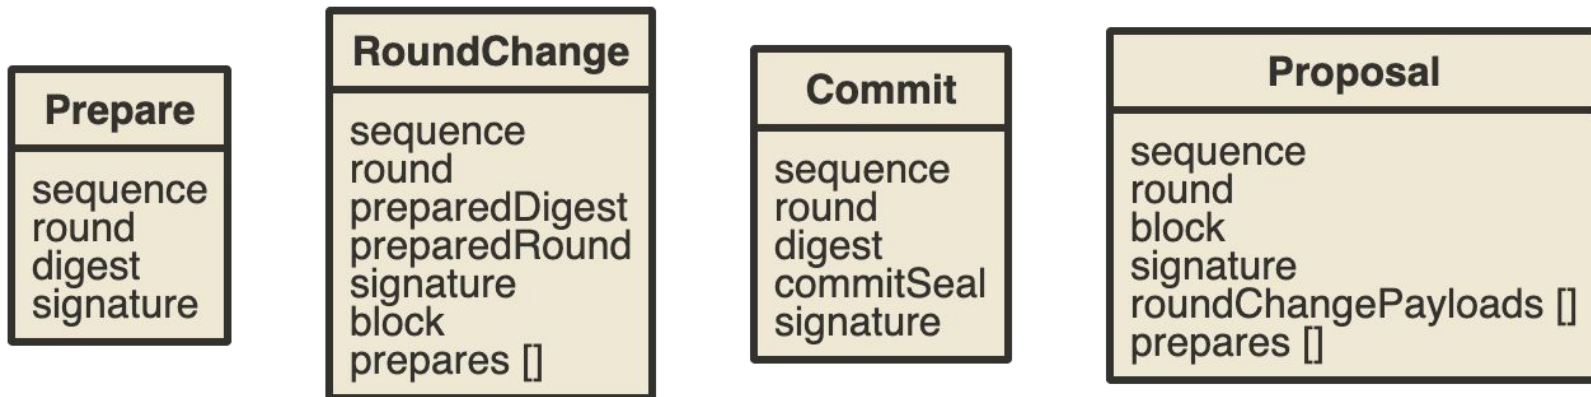 Prepare
sequence
round
digest
signature
RoundChange
sequence
round
preparedDigest
preparedRound
signature
block
prepares []
Commit
sequence
round
digest
commitSeal
signature
Proposal
sequence
round
block
signature
roundChangePayloads []
prepares []